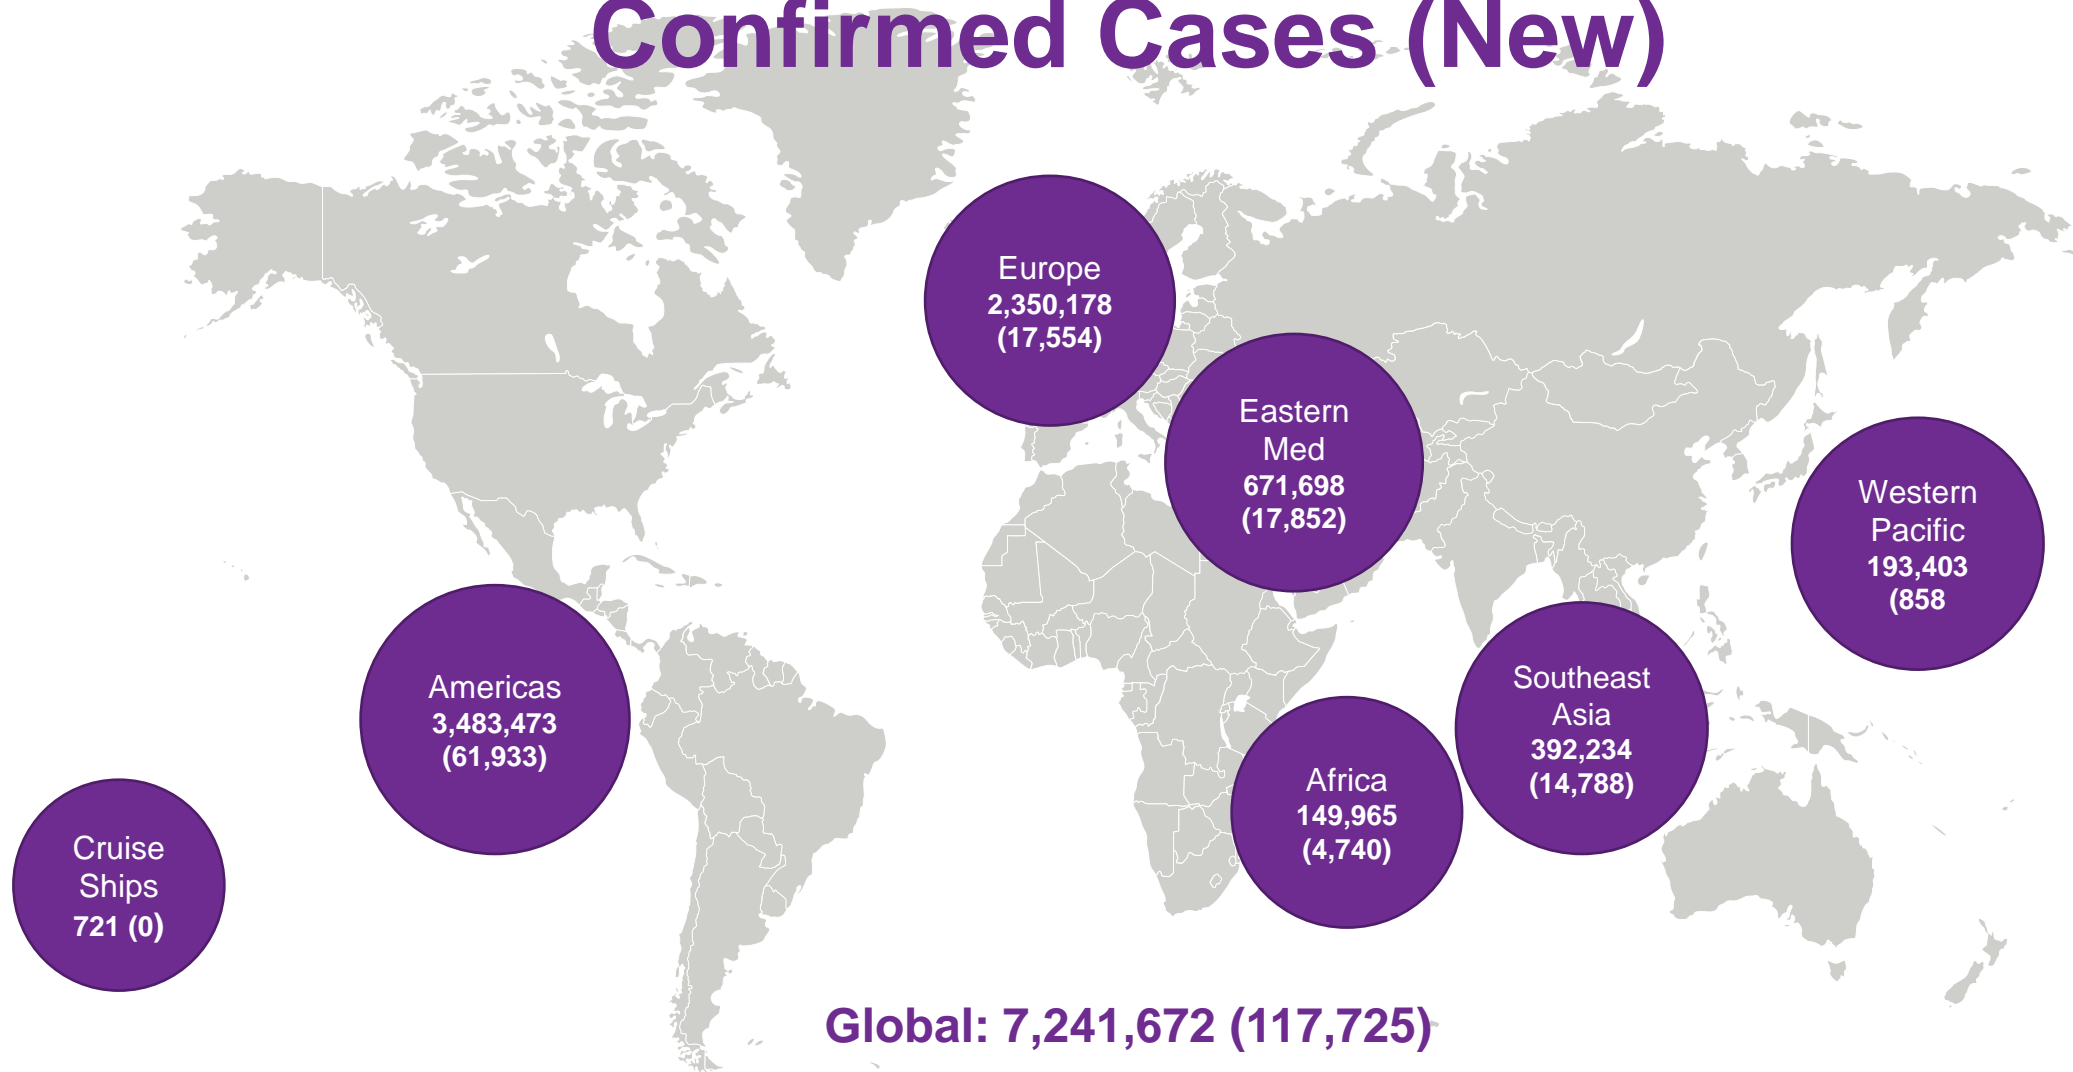 Confirmed Cases (New)
Europe
2,350,178
(17,554)
Eastern
Med
671,698
(17,852)
Western
Pacific
193,403
(858
Americas
3,483,473
(61,933)
Southeast
Asia
392,234
(14,788)
Africa
149,965
(4,740)
Cruise
Ships
721 (0)
Global: 7,241,672 (117,725)